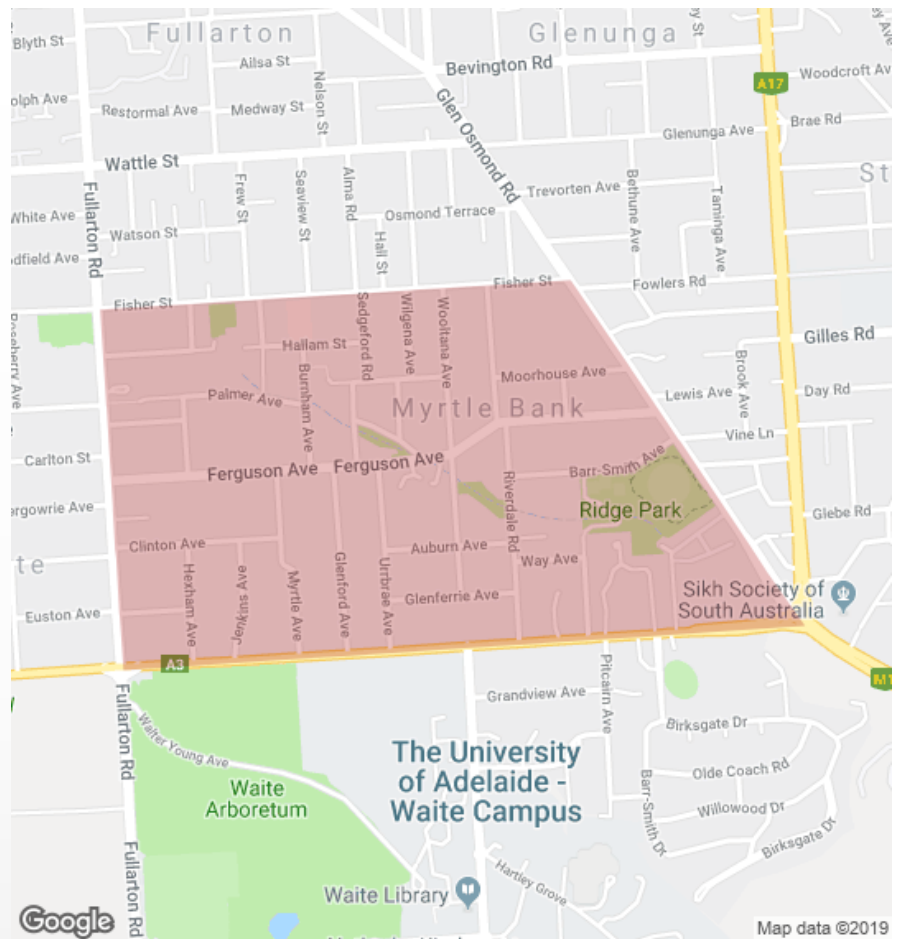 Fullarton
Glenunga
Blyth St
Ailsa St
Bevington Rd
Woodcroft Av
A17
olph Ave
Restormal Ave
Medway St
Nelson St
Glen Osmond Rd
Brae Rd
Glenunga Ave
Wattle St
Fullarton Rd
Frew St
Seaview St
Alma Rd
Trevorten Ave
Bethune Ave
Taminga Ave
St
White Ave
Osmond Terrace
Watson St
Hall St
odfield Ave
Fisher St
Fisher St
Fowlers Rd
Roseberry Ave
Sedgeford Rd
Wilgena Ave
Wooltana Ave
Gilles Rd
Hallam St
Burnham Ave
Moorhouse Ave
Brook Ave
Lewis Ave
Day Rd
Palmer Ave
Myrtle Bank
Vine Ln
Carlton St
Ferguson Ave
Ferguson Ave
Barr-Smith Ave
Riverdale Rd
ergowrie Ave
Ridge Park
Glebe Rd
Clinton Ave
Auburn Ave
Way Ave
te
Hexham Ave
Jenkins Ave
Myrtle Ave
Glenford Ave
Urrbrae Ave
Glenferrie Ave
Sikh Society of
South Australia
Euston Ave
A3
M1
Fullarton Rd
Walter Young Ave
Grandview Ave
Pitcairn Ave
Birksgate Dr
The University
of Adelaide -
Waite Campus
Waite
Arboretum
Barr-Smith Dr
Olde Coach Rd
Willowood Dr
Birksgate Dr
Fullarton Rd
Waite Library
Hartley Grove
Google
Map data ©2019